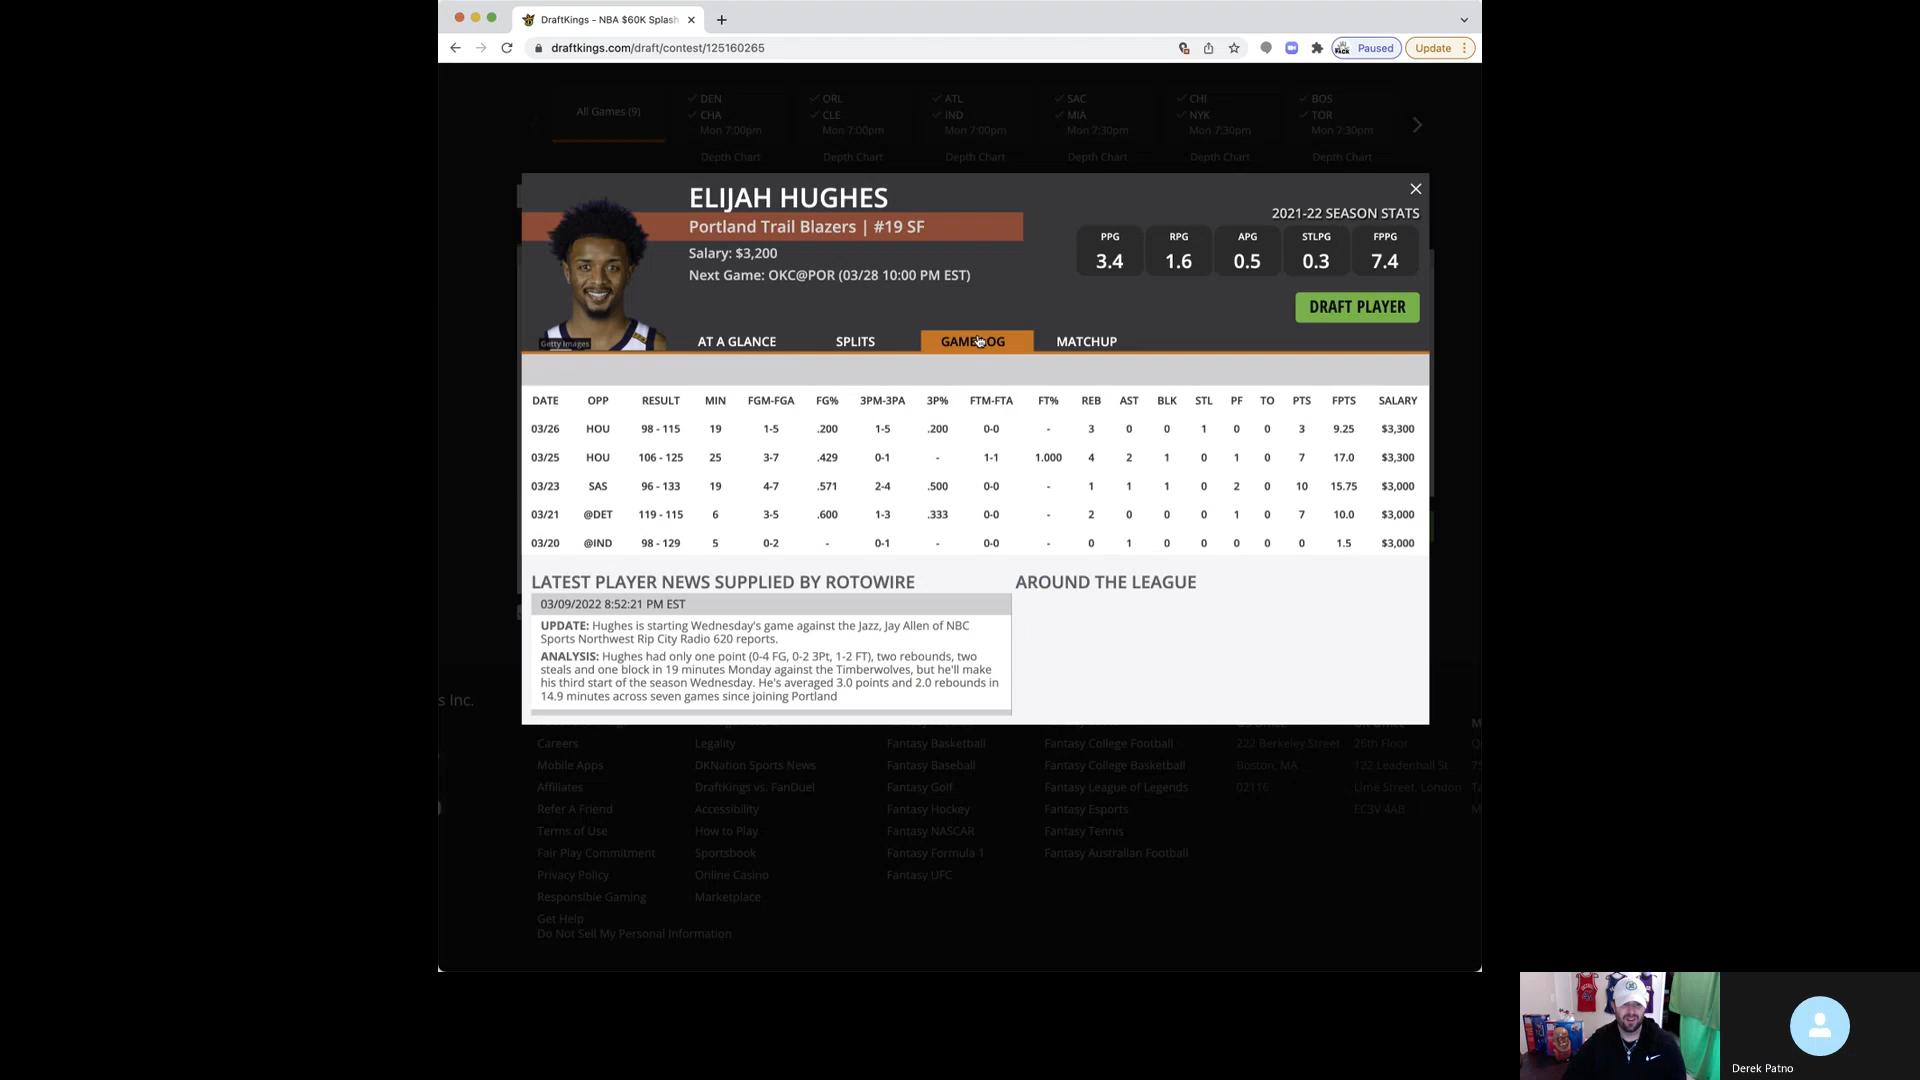 DraftKings - NBA $60K Splash
draftkings.com/draft/contest/125160265
Paused
Update
All Games (9)
DEN
CHA
Mon 7:00pm
Depth Chart
ORL
CLE
Mon 7:00pm
Depth Chart
ATL
IND
Mon 7:00pm
Depth Chart
SAC
MIA
Mon 7:30pm
Depth Chart
CHI
NYK
Mon 7:30pm
Depth Chart
BOS
TOR
Mon 7:30pm
Depth Chart
ELIJAH HUGHES
Portland Trail Blazers | #19 SF
Salary: $3,200
Next Game: OKC@POR (03/28 10:00 PM EST)
Getty Images
2021-22 SEASON STATS
PPG RPG APG STLPG FPPG
3.4 1.6 0.5 0.3 7.4
DRAFT PLAYER
AT A GLANCE SPLITS GAME LOG MATCHUP
DATE OPP RESULT MIN FGM-FGA FG% 3PM-3PA 3P% FTM-FTA FT% REB AST BLK STL PF TO PTS FPTS SALARY
03/26 HOU 98 - 115 19 1-5 .200 1-5 .200 0-0 - 3 0 0 1 0 0 3 9.25 $3,300
03/25 HOU 106 - 125 25 3-7 .429 0-1 - 1-1 1.000 4 2 1 0 1 0 7 17.0 $3,300
03/23 SAS 96 - 133 19 4-7 .571 2-4 .500 0-0 - 1 1 1 0 2 0 10 15.75 $3,000
03/21 @DET 119 - 115 6 3-5 .600 1-3 .333 0-0 - 2 0 0 0 1 0 7 10.0 $3,000
03/20 @IND 98 - 129 5 0-2 - 0-1 - 0-0 - 0 1 0 0 0 0 0 1.5 $3,000
LATEST PLAYER NEWS SUPPLIED BY ROTOWIRE
03/09/2022 8:52:21 PM EST
UPDATE: Hughes is starting Wednesday's game against the Jazz, Jay Allen of NBC
Sports Northwest Rip City Radio 620 reports.
ANALYSIS: Hughes had only one point (0-4 FG, 0-2 3Pt, 1-2 FT), two rebounds, two
steals and one block in 19 minutes Monday against the Timberwolves, but he'll make
his third start of the season Wednesday. He's averaged 3.0 points and 2.0 rebounds in
14.9 minutes across seven games since joining Portland
AROUND THE LEAGUE
s Inc.
Careers
Mobile Apps
Affiliates
Refer A Friend
Terms of Use
Fair Play Commitment
Privacy Policy
Responsible Gaming
Get Help
Do Not Sell My Personal Information
Legality
DKNation Sports News
DraftKings vs. FanDuel
Accessibility
How to Play
Sportsbook
Online Casino
Marketplace
Fantasy Basketball
Fantasy Baseball
Fantasy Golf
Fantasy Hockey
Fantasy NASCAR
Fantasy Formula 1
Fantasy UFC
Fantasy College Football
Fantasy College Basketball
Fantasy League of Legends
Fantasy Esports
Fantasy Tennis
Fantasy Australian Football
222 Berkeley Street
Boston, MA
02116
26th Floor
122 Leadenhall St
Lime Street, London
EC3V 4AB
Derek Patno